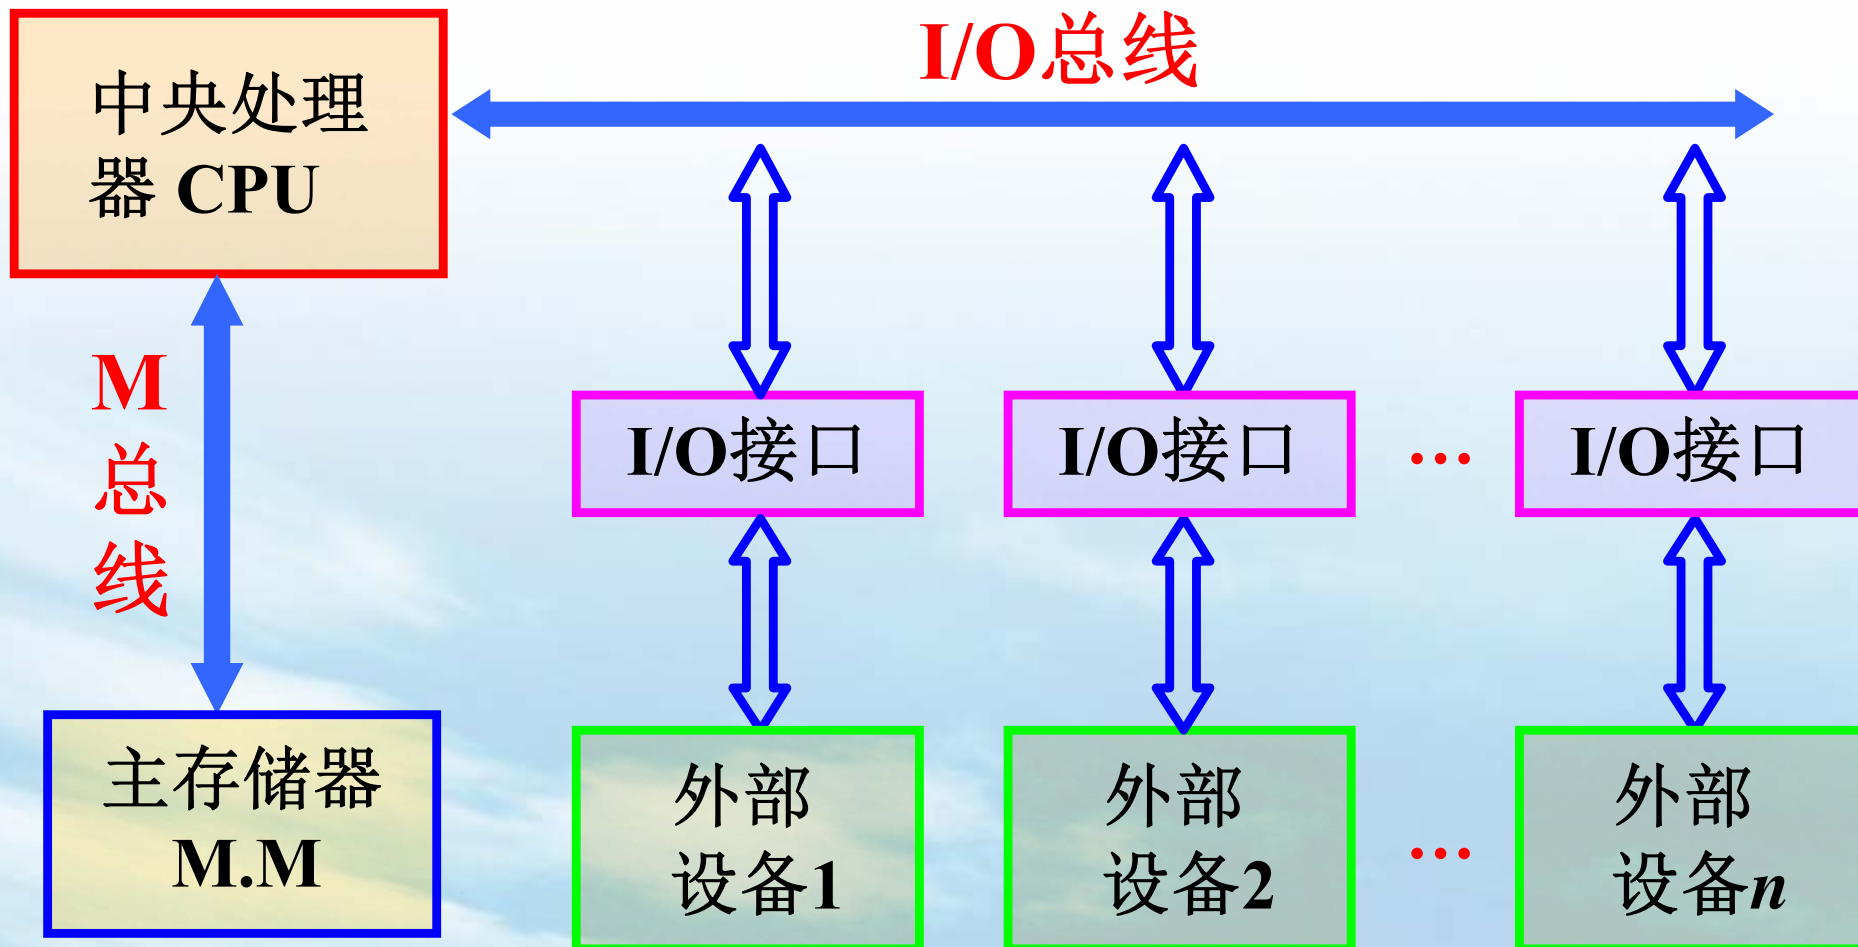 I/O总线
中央处理
器 CPU
M
总
线
I/O接口
I/O接口
…
I/O接口
主存储器
M.M
外部
设备1
外部
设备2
…
外部
设备n